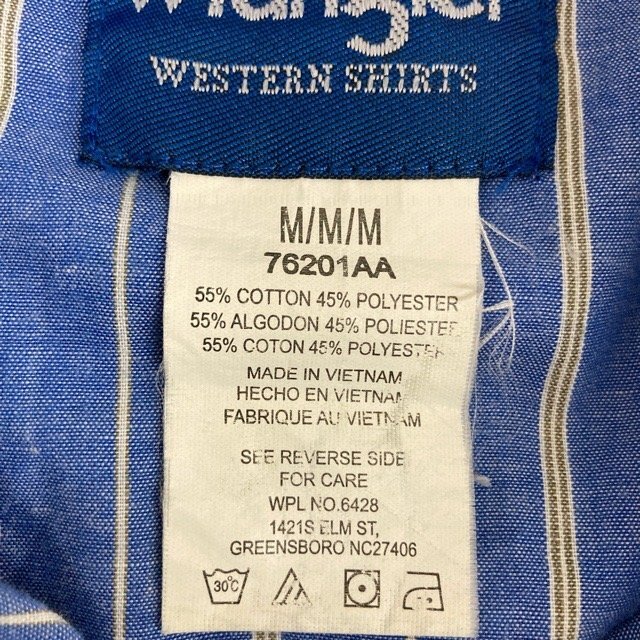 Wrangler
WESTERN SHIRTS
M/M/M
76201AA
55% COTTON 45% POLYESTER
55% ALGODON 45% POLIESTER
55% COTON 45% POLYESTER
MADE IN VIETNAM
HECHO EN VIETNAM
FABRIQUE AU VIETNAM
SEE REVERSE SIDE
FOR CARE
WPL NO.6428
1421S ELM ST,
GREENSBORO NC27406
30°C